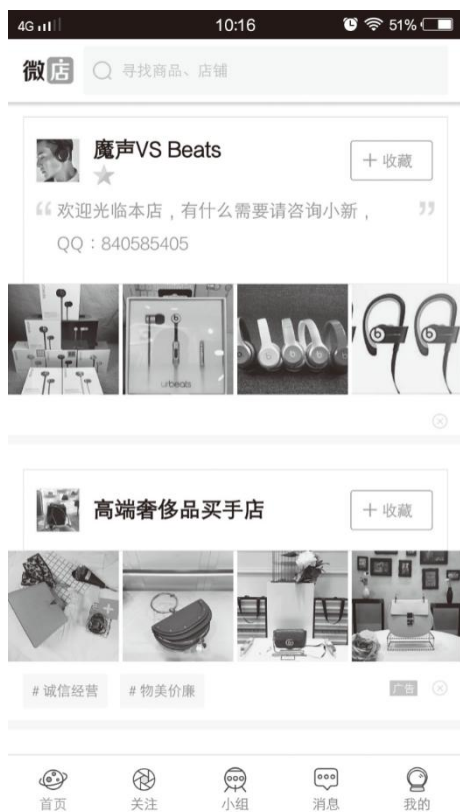 4G
10:16
51%
微店
寻找商品、店铺
魔声VS Beats
+ 收藏
“ 欢迎光临本店，有什么需要请咨询小新， ”
QQ：840585405
urbeats
高端奢侈品买手店
+ 收藏
# 诚信经营
# 物美价廉
广告
首页
关注
小组
消息
我的